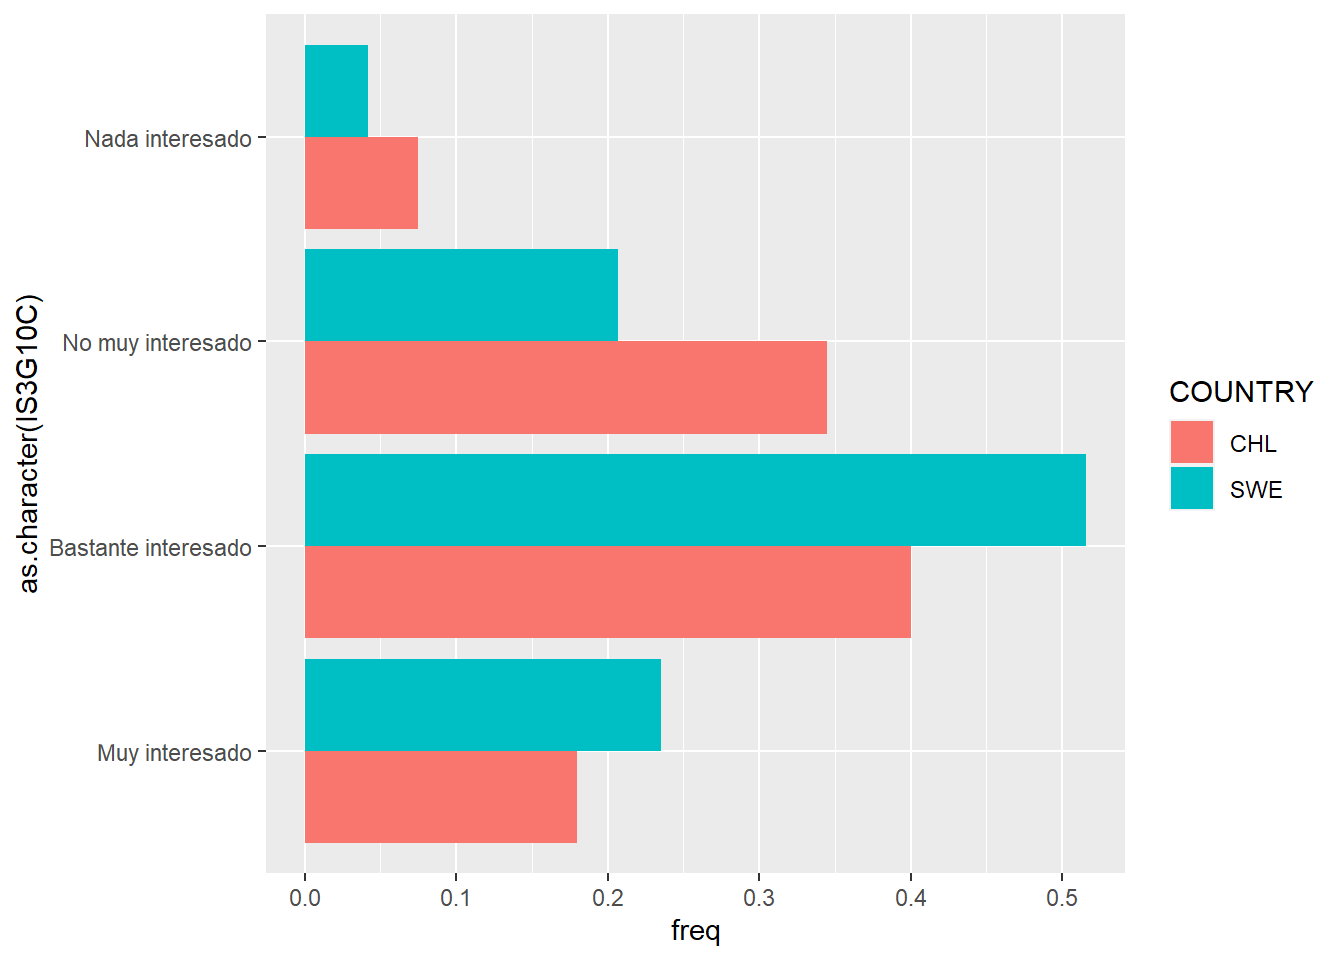 as.character(IS3G10C)
Nada interesado
No muy interesado
Bastante interesado
Muy interesado
0.0 0.1 0.2 0.3 0.4 0.5
freq
COUNTRY
CHL
SWE